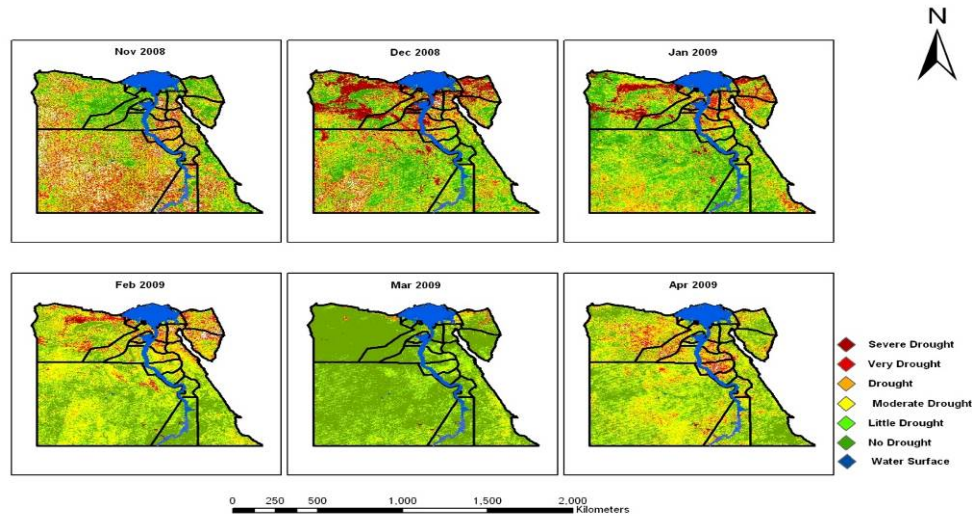 N
Nov 2008
Dec 2008
Jan 2009
Feb 2009
Mar 2009
Apr 2009
Severe Drought
Very Drought
Drought
Moderate Drought
Little Drought
No Drought
Water Surface
0 250 500 1,000 1,500 2,000
Kilometers